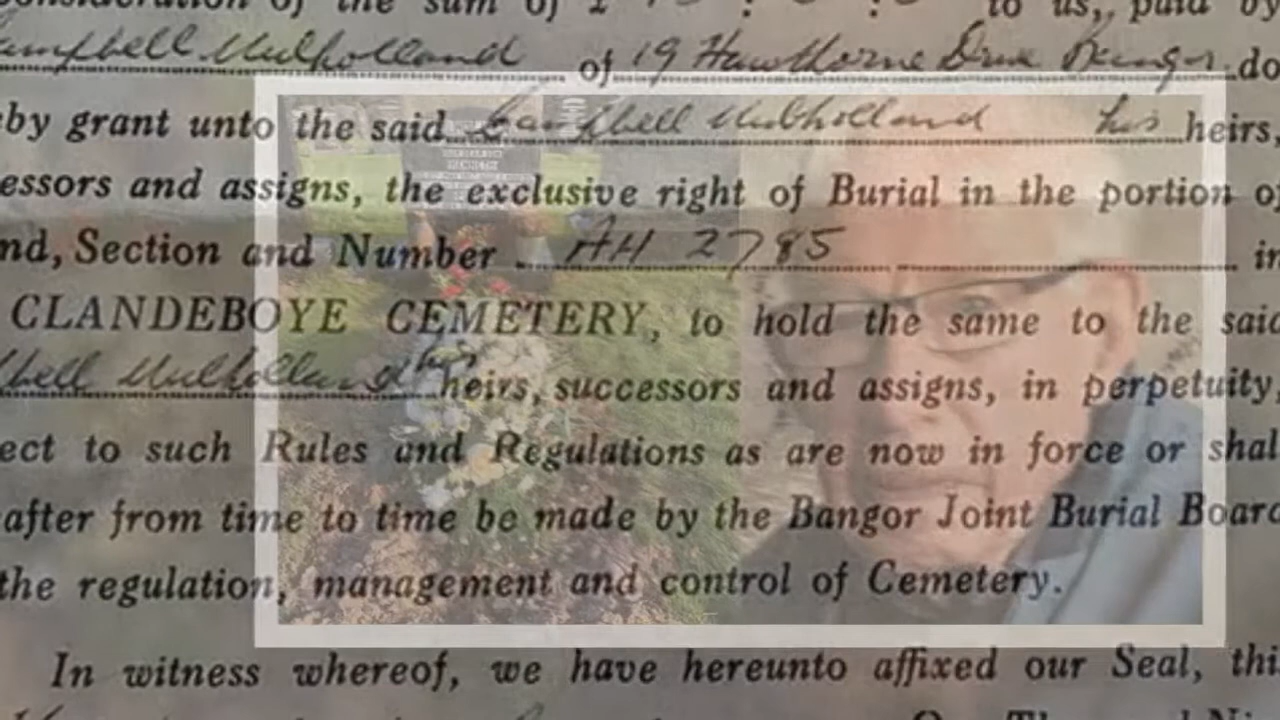 the sum of £ to us, paid by
Campbell Mulholland of 19 Hawthorne Drive Bangor do
eby grant unto the said Campbell Mulholland his heirs,
essors and assigns, the exclusive right of Burial in the portion of
nd, Section and Number AH 2785 in
CLANDEBOYE CEMETERY, to hold the same to the said
bell Mulholland his heirs, successors and assigns, in perpetuity,
ect to such Rules and Regulations as are now in force or shal
after from time to time be made by the Bangor Joint Burial Board
the regulation, management and control of Cemetery.
In witness whereof, we have hereunto affixed our Seal, thi